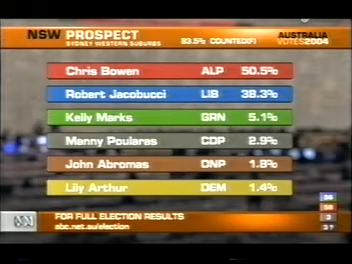 NSW PROSPECT
SYDNEY WESTERN SUBURBS
83.5% COUNTED(F)
AUSTRALIA
VOTES2004
Chris Bowen ALP 50.5%
Robert Jacobucci LIB 38.3%
Kelly Marks GRN 5.1%
Manny Poularas CDP 2.9%
John Abromas ONP 1.8%
Lily Arthur DEM 1.4%
FOR FULL ELECTION RESULTS
abc.net.au/election